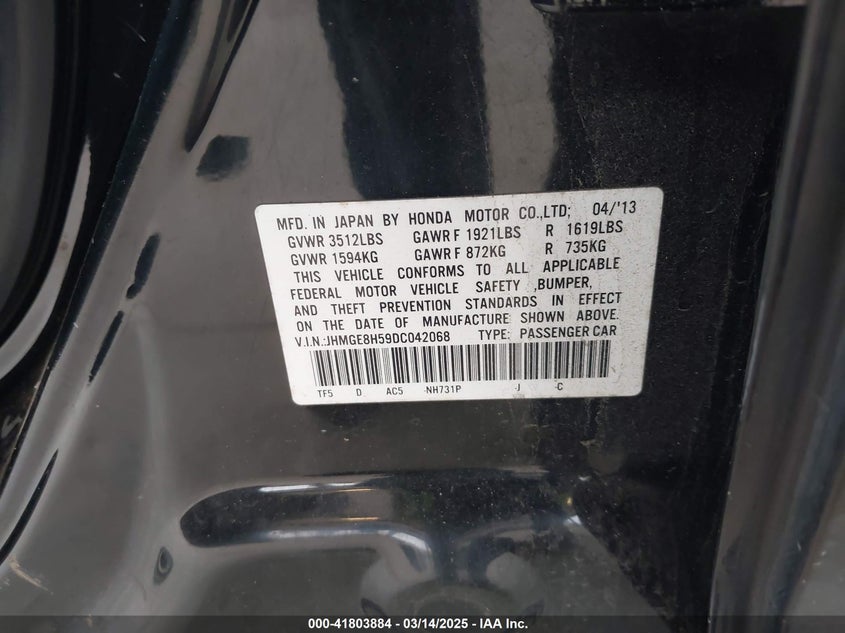 MFD. IN JAPAN BY HONDA MOTOR CO.,LTD; 04/'13
GVWR 3512LBS GAWR F 1921LBS R 1619LBS
GVWR 1594KG GAWR F 872KG R 735KG
THIS VEHICLE CONFORMS TO ALL APPLICABLE
FEDERAL MOTOR VEHICLE SAFETY ,BUMPER,
AND THEFT PREVENTION STANDARDS IN EFFECT
ON THE DATE OF MANUFACTURE SHOWN ABOVE.
V.I.N.:JHMGE8H59DC042068 TYPE: PASSENGER CAR
TF5 D AC5 -NH731P -J -C
000-41803884 / 03/14/2025 / IAA Inc.